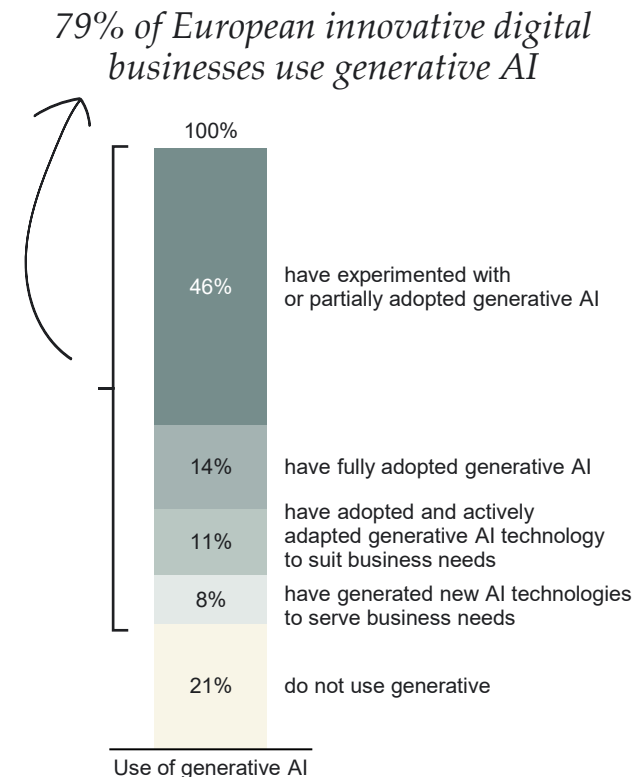 79% of European innovative digital
businesses use generative AI
100%
46%
have experimented with
or partially adopted generative AI
14%
have fully adopted generative AI
11%
have adopted and actively
adapted generative AI technology
to suit business needs
8%
have generated new AI technologies
to serve business needs
21%
do not use generative
Use of generative AI